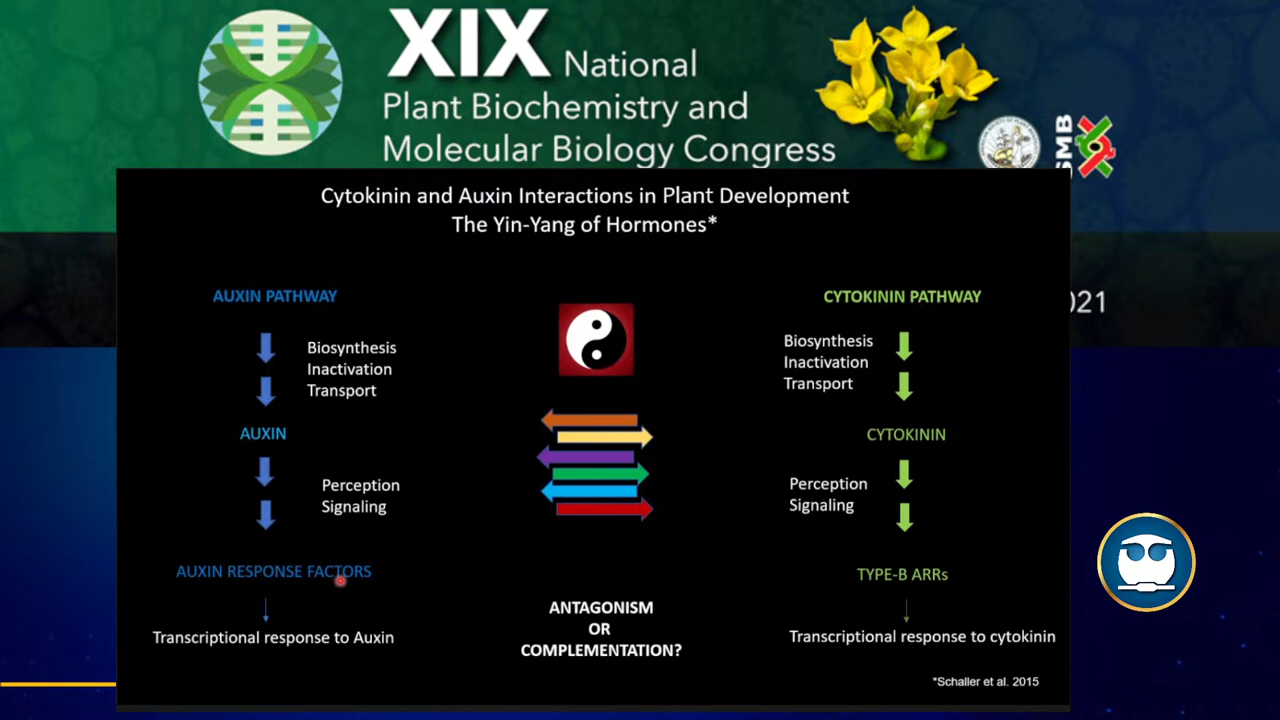 XIX National
Plant Biochemistry and
Molecular Biology Congress
SMB
021
Cytokinin and Auxin Interactions in Plant Development
The Yin-Yang of Hormones*
AUXIN PATHWAY
Biosynthesis
Inactivation
Transport
AUXIN
Perception
Signaling
AUXIN RESPONSE FACTORS
Transcriptional response to Auxin
ANTAGONISM
OR
COMPLEMENTATION?
CYTOKININ PATHWAY
Biosynthesis
Inactivation
Transport
CYTOKININ
Perception
Signaling
TYPE-B ARRs
Transcriptional response to cytokinin
*Schaller et al. 2015